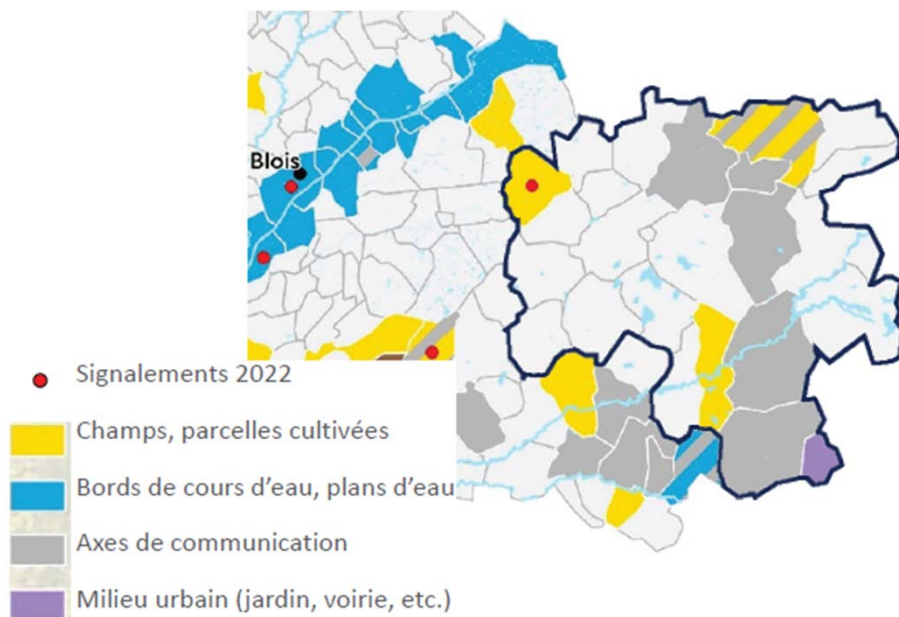 Blois
Signalements 2022
Champs, parcelles cultivées
Bords de cours d’eau, plans d’eau
Axes de communication
Milieu urbain (jardin, voirie, etc.)